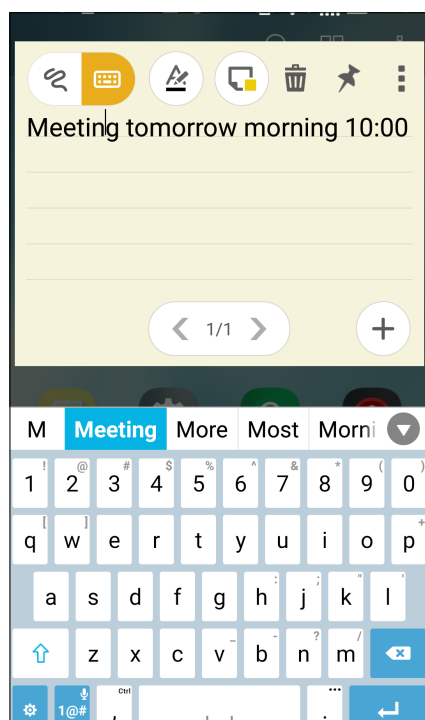 Meeting tomorrow morning 10:00
1/1
M Meeting More Most Morni
! @ # $ % ^ & * ( )
1 2 3 4 5 6 7 8 9 0
[ ] +
q w e r t y u i o p
: ; " '
a s d f g h j k l
_ - ? /
z x c v b n m
Ctrl ...
1@# , .